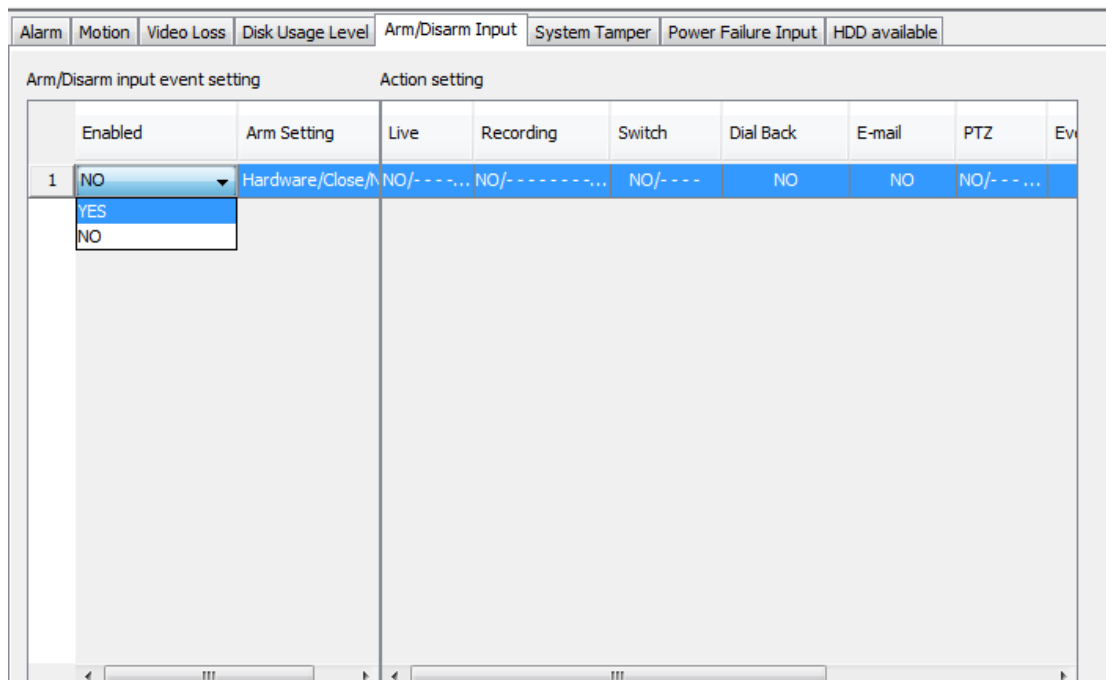 Alarm Motion Video Loss Disk Usage Level Arm/Disarm Input System Tamper Power Failure Input HDD available
Arm/Disarm input event setting Action setting
Enabled Arm Setting Live Recording Switch Dial Back E-mail PTZ Eve
1 NO Hardware/Close/N NO/- - - -... NO/- - - - - - - -... NO/- - - - NO NO NO/- - - ...
YES
NO